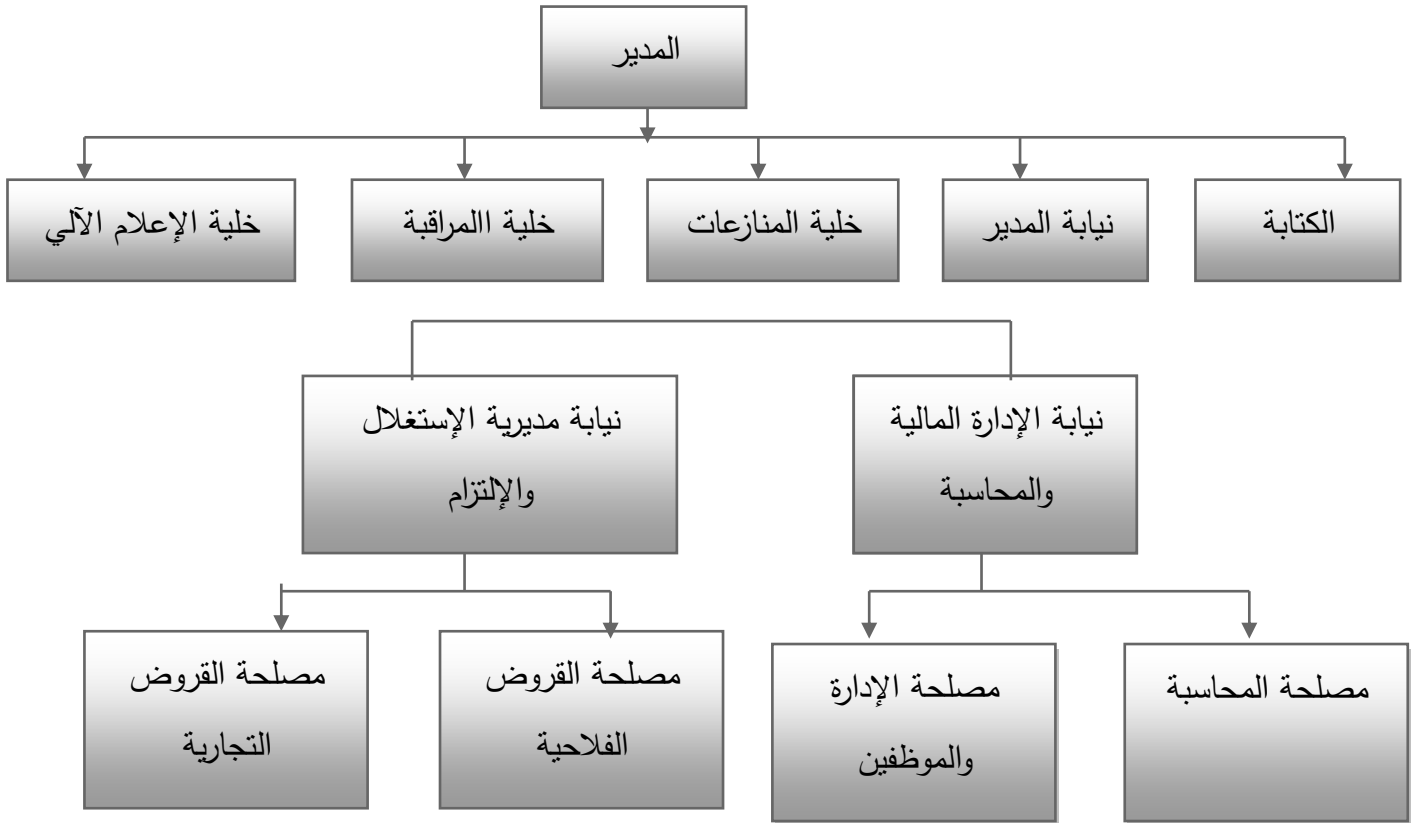 المدير
الكتابة
نيابة المدير
خلية المنازعات
خلية االمراقبة
خلية الإعلام الآلي
نيابة الإدارة المالية
والمحاسبة
نيابة مديرية الإستغلال
والإلتزام
مصلحة المحاسبة
مصلحة الإدارة
والموظفين
مصلحة القروض
الفلاحية
مصلحة القروض
التجارية